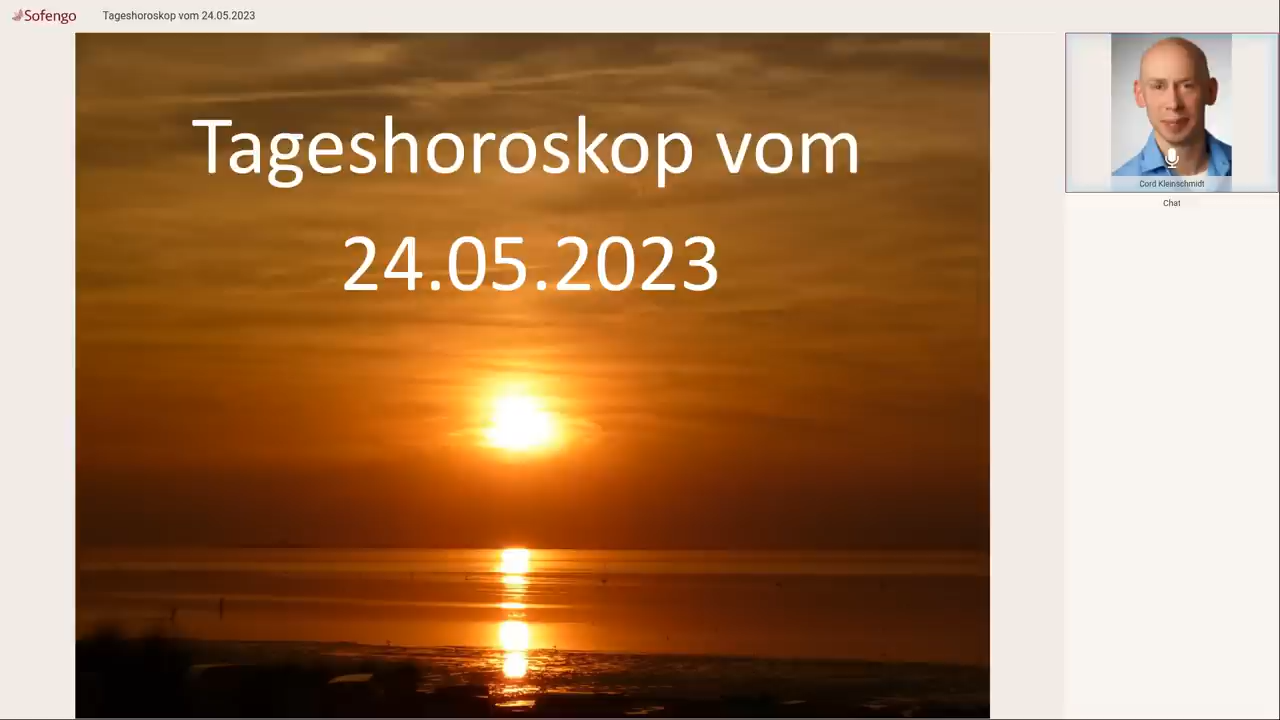 Sofengo
Tageshoroskop vom 24.05.2023
Tageshoroskop vom
24.05.2023
Cord Kleinschmidt
Chat